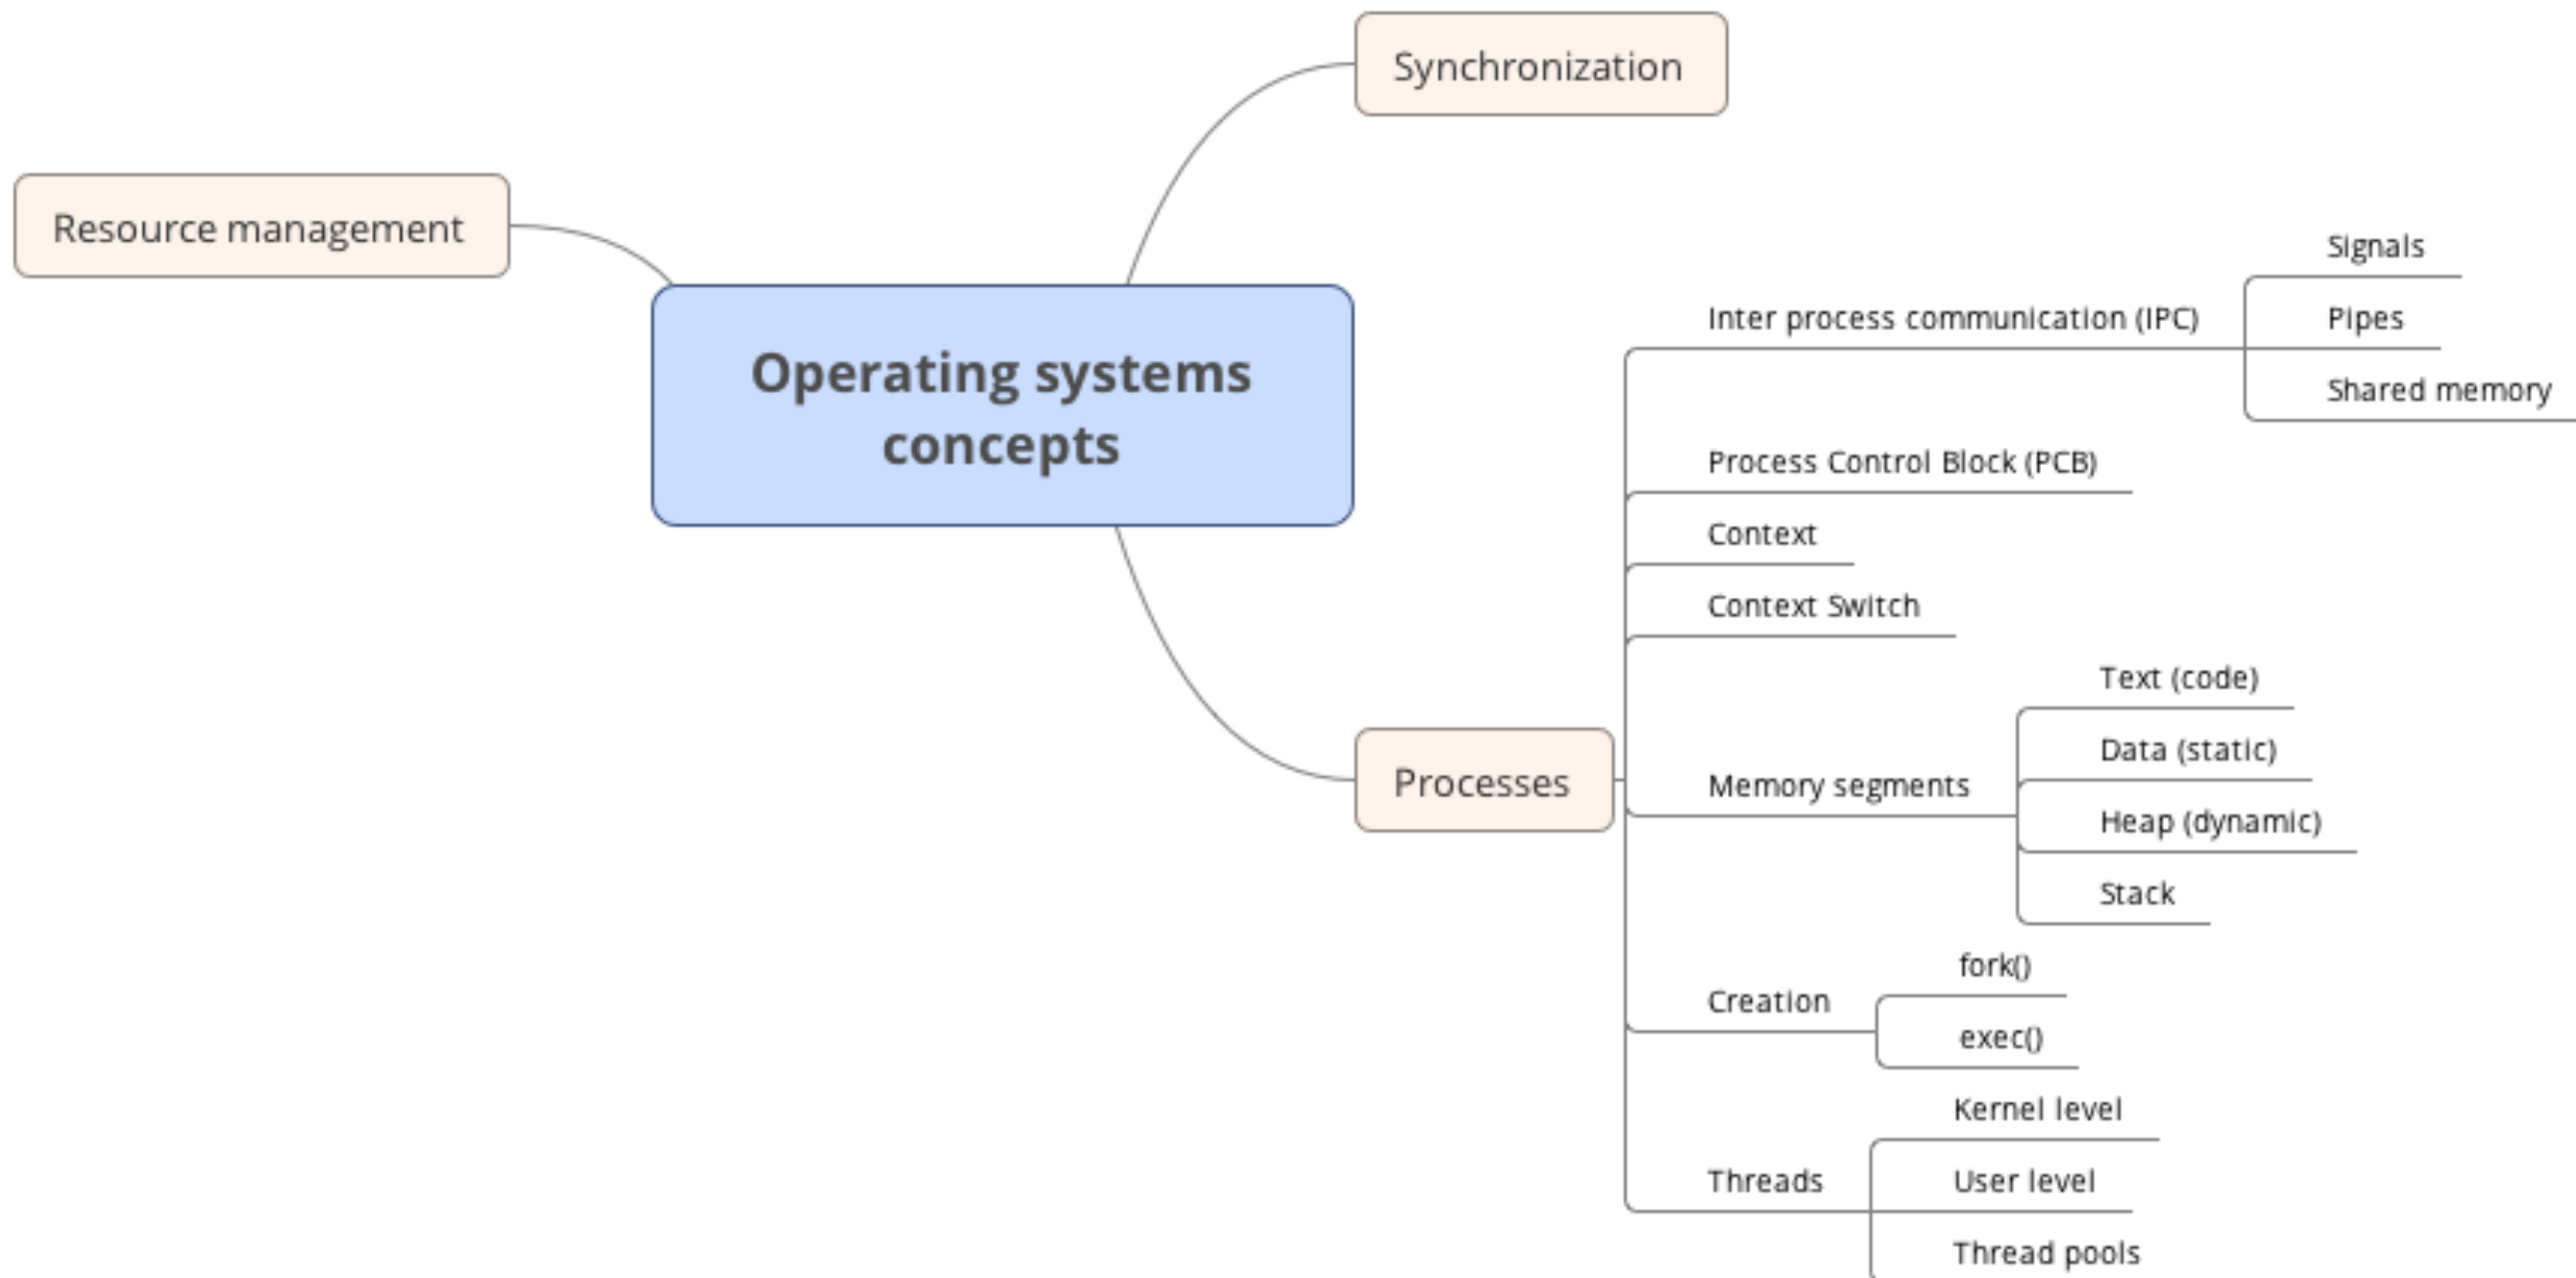 Synchronization
Resource management
Operating systems
concepts
Signals
Inter process communication (IPC)
Pipes
Shared memory
Process Control Block (PCB)
Context
Context Switch
Text (code)
Data (static)
Memory segments
Heap (dynamic)
Stack
Processes
fork()
Creation
exec()
Kernel level
Threads
User level
Thread pools